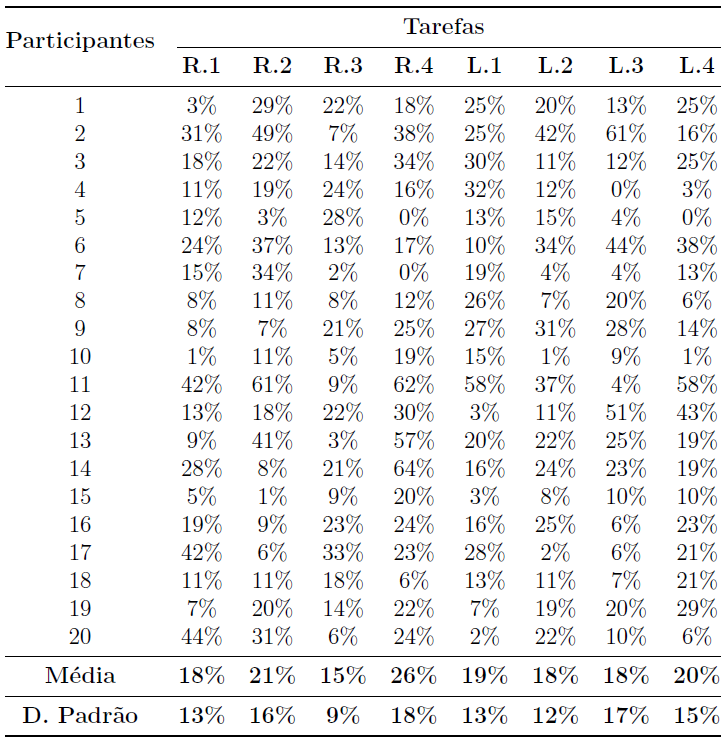 Tarefas
Participantes
R.1 R.2 R.3 R.4 L.1 L.2 L.3 L.4
1 3% 29% 22% 18% 25% 20% 13% 25%
2 31% 49% 7% 38% 25% 42% 61% 16%
3 18% 22% 14% 34% 30% 11% 12% 25%
4 11% 19% 24% 16% 32% 12% 0% 3%
5 12% 3% 28% 0% 13% 15% 4% 0%
6 24% 37% 13% 17% 10% 34% 44% 38%
7 15% 34% 2% 0% 19% 4% 4% 13%
8 8% 11% 8% 12% 26% 7% 20% 6%
9 8% 7% 21% 25% 27% 31% 28% 14%
10 1% 11% 5% 19% 15% 1% 9% 1%
11 42% 61% 9% 62% 58% 37% 4% 58%
12 13% 18% 22% 30% 3% 11% 51% 43%
13 9% 41% 3% 57% 20% 22% 25% 19%
14 28% 8% 21% 64% 16% 24% 23% 19%
15 5% 1% 9% 20% 3% 8% 10% 10%
16 19% 9% 23% 24% 16% 25% 6% 23%
17 42% 6% 33% 23% 28% 2% 6% 21%
18 11% 11% 18% 6% 13% 11% 7% 21%
19 7% 20% 14% 22% 7% 19% 20% 29%
20 44% 31% 6% 24% 2% 22% 10% 6%
Média 18% 21% 15% 26% 19% 18% 18% 20%
D. Padrão 13% 16% 9% 18% 13% 12% 17% 15%